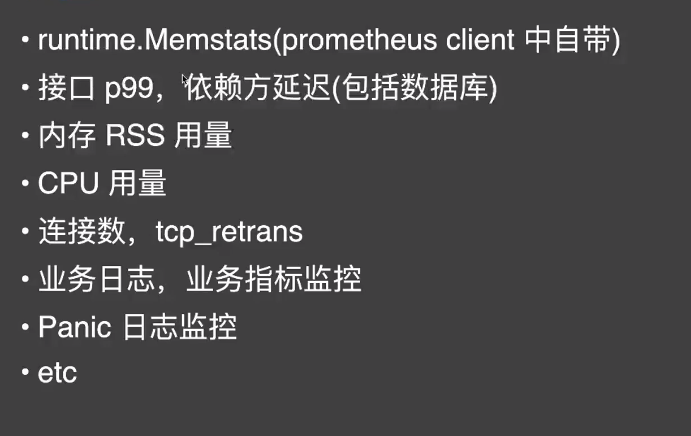 • runtime.Memstats(prometheus client 中自带)
• 接口 p99，依赖方延迟(包括数据库)
• 内存 RSS 用量
• CPU 用量
• 连接数，tcp_retrans
• 业务日志，业务指标监控
• Panic 日志监控
• etc